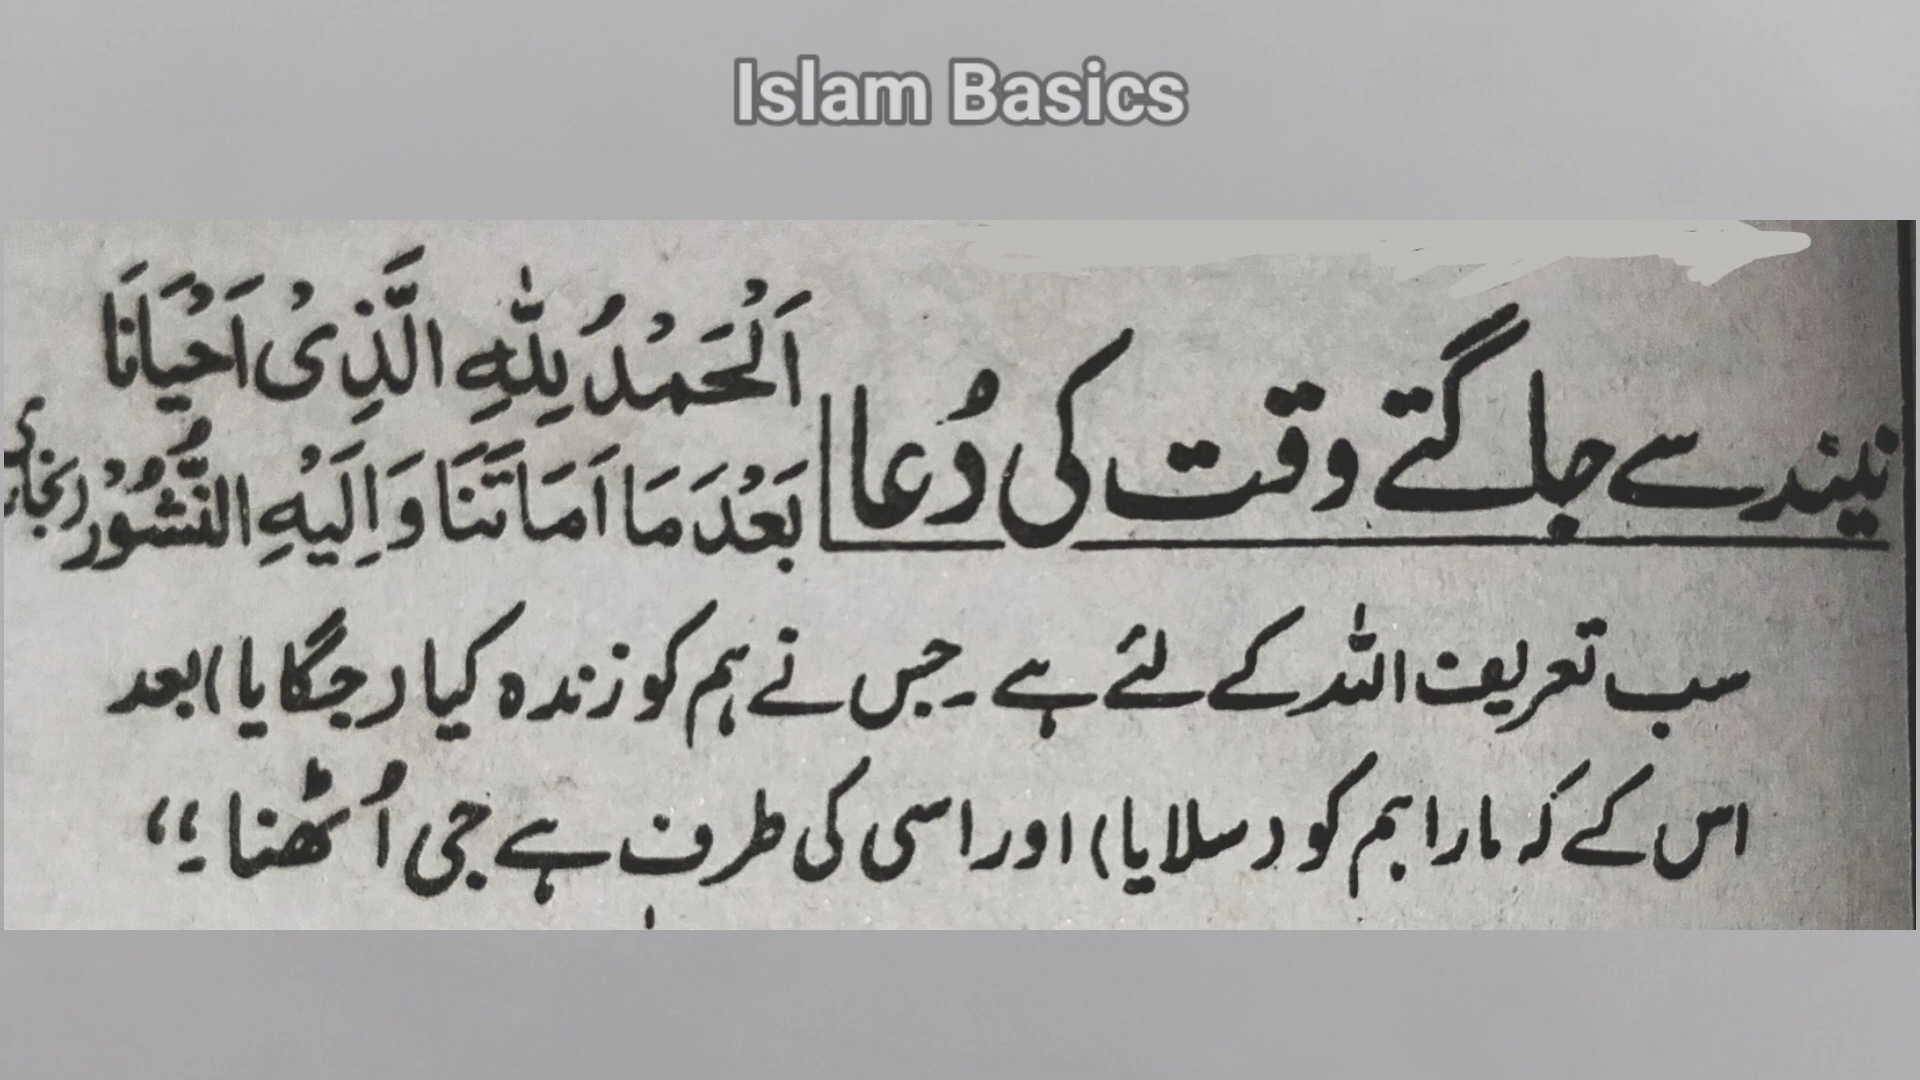 Islam Basics
نیند سے جاگتے وقت کی دُعا
اَلْحَمْدُ لِلّٰهِ الَّذِیْ اَحْیَانَا
بَعْدَ مَا اَمَاتَنَا وَ اِلَیْهِ النُّشُوْرُ (بخاری
سب تعریف اللہ کے لئے ہے ۔ جس نے ہم کو زندہ کیا (جگایا) بعد
اس کے کہ مارا ہم کو (سلایا) اور اسی کی طرف ہے جی اُٹھنا ؛“